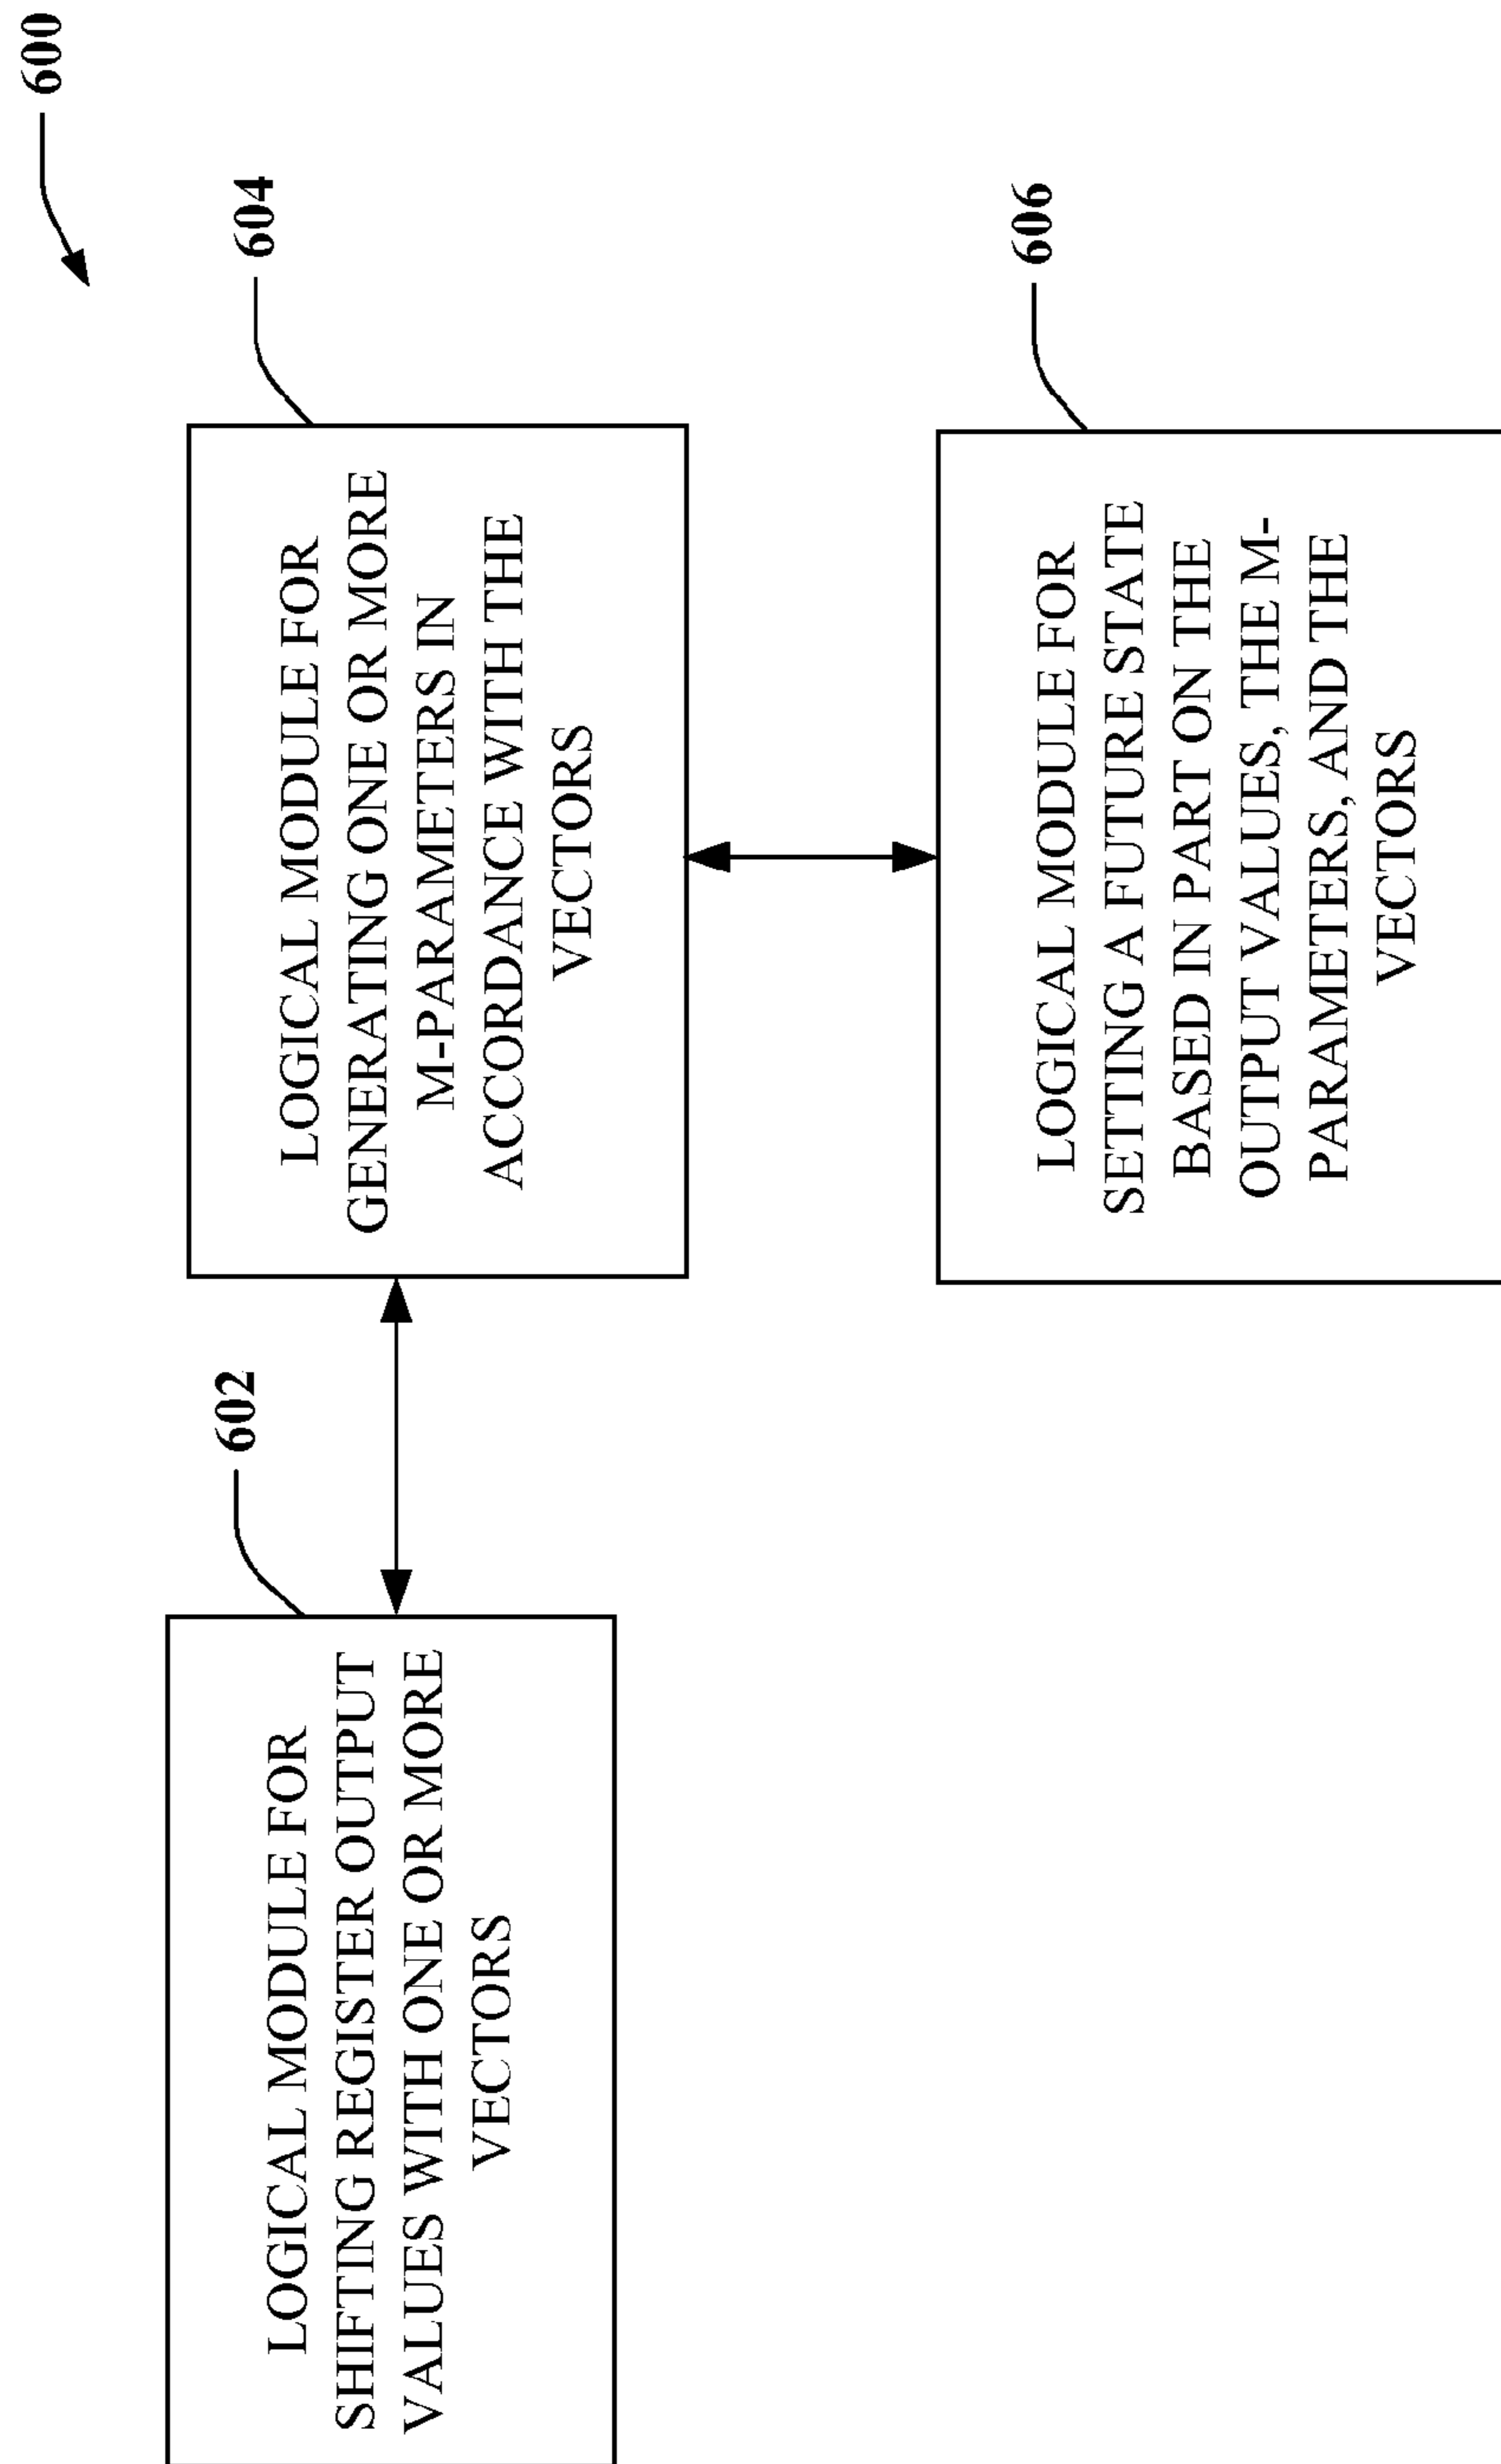 600
602
LOGICAL MODULE FOR
SHIFTING REGISTER OUTPUT
VALUES WITH ONE OR MORE
VECTORS
604
LOGICAL MODULE FOR
GENERATING ONE OR MORE
M-PARAMETERS IN
ACCORDANCE WITH THE
VECTORS
606
LOGICAL MODULE FOR
SETTING A FUTURE STATE
BASED IN PART ON THE
OUTPUT VALUES, THE M-
PARAMETERS, AND THE
VECTORS